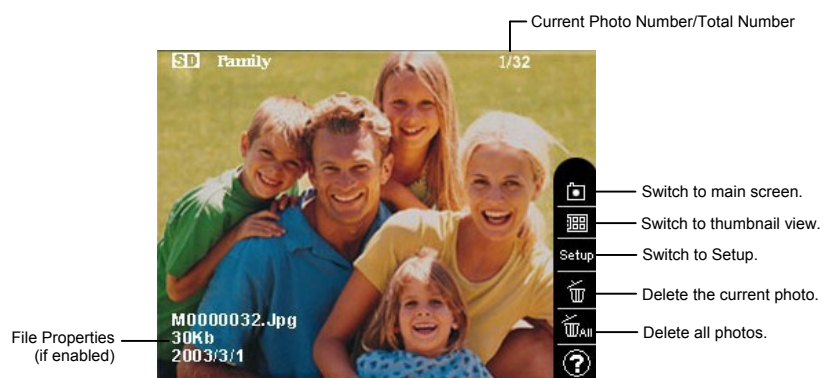 Current Photo Number/Total Number
SD Family 1/32
Switch to main screen.
Switch to thumbnail view.
Setup Switch to Setup.
Delete the current photo.
All Delete all photos.
?
M0000032.Jpg
30Kb
2003/3/1
File Properties
(if enabled)